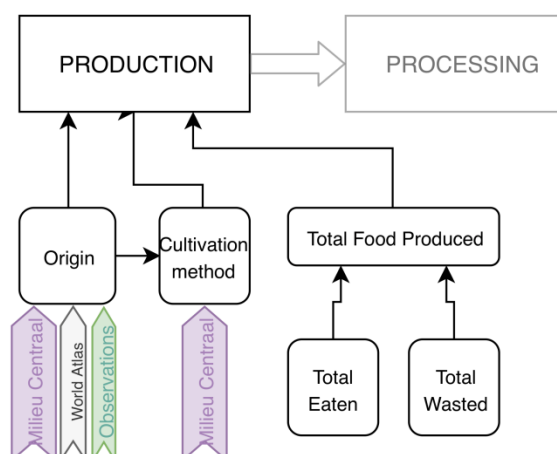 PRODUCTION
PROCESSING
Origin
Cultivation
method
Total Food Produced
Milieu Centraal
World Atlas
Observations
Milieu Centraal
Total
Eaten
Total
Wasted